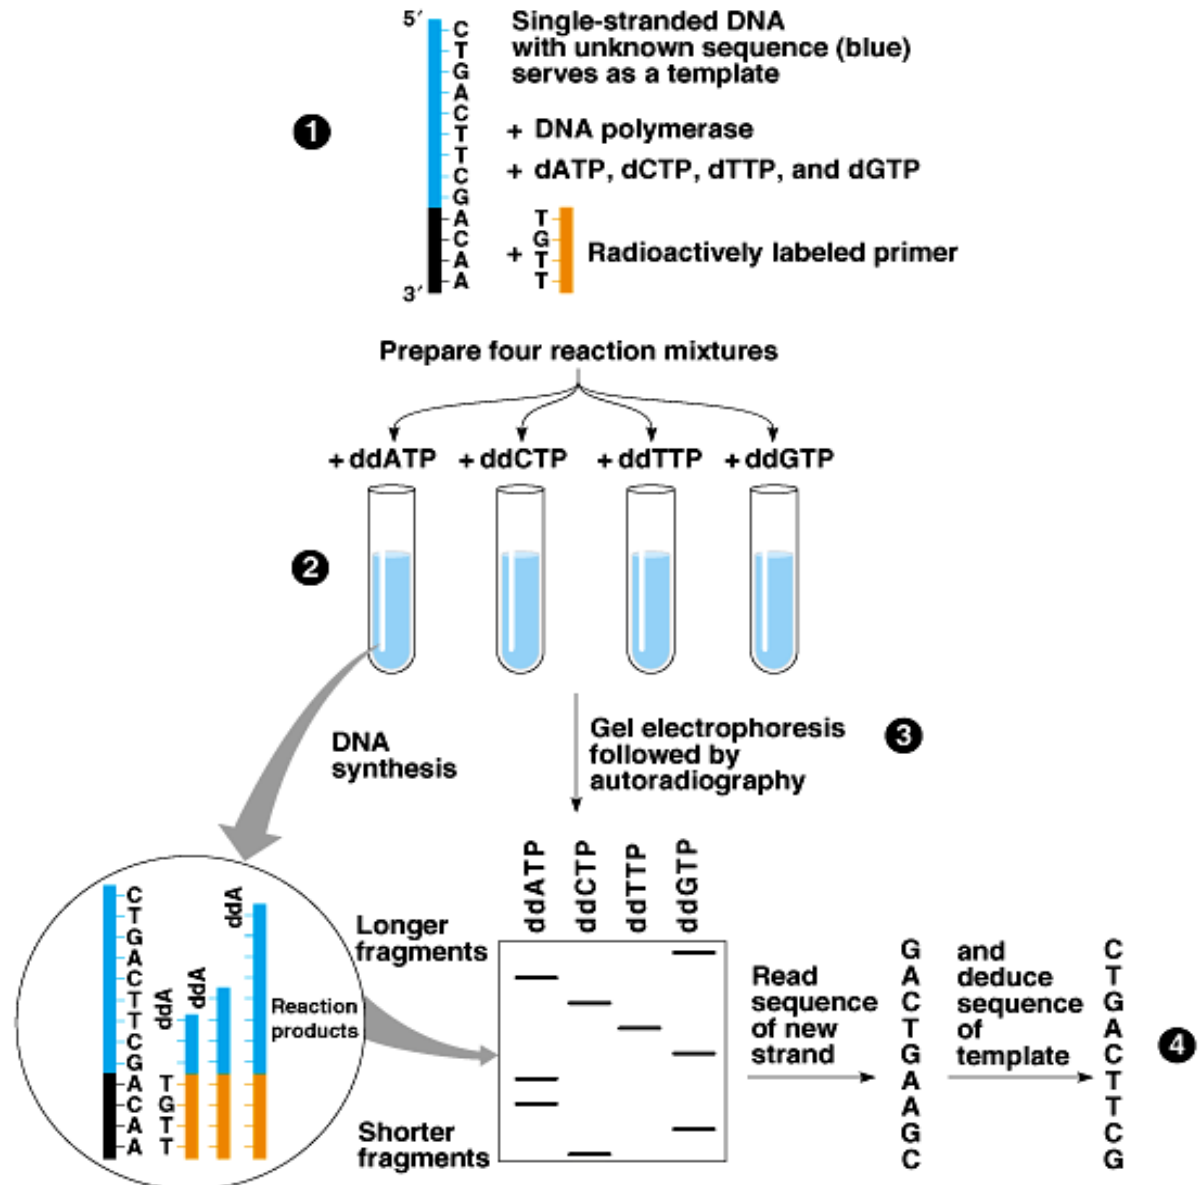 5′
C
T
G
A
C
T
T
C
G
A
C
A
A
3′
Single-stranded DNA
with unknown sequence (blue)
serves as a template
1
+ DNA polymerase
+ dATP, dCTP, dTTP, and dGTP
+
T
G
T
T
Radioactively labeled primer
Prepare four reaction mixtures
+ ddATP + ddCTP + ddTTP + ddGTP
2
DNA
synthesis
Gel electrophoresis
followed by
autoradiography
3
C
T
G
A
C
T
T
C
G
A
C
A
A
T
G
T
T
ddA
ddA
ddA
Reaction
products
Longer
fragments
Shorter
fragments
ddATP
ddCTP
ddTTP
ddGTP
Read
sequence
of new
strand
G
A
C
T
G
A
A
G
C
and
deduce
sequence
of
template
C
T
G
A
C
T
T
C
G
4